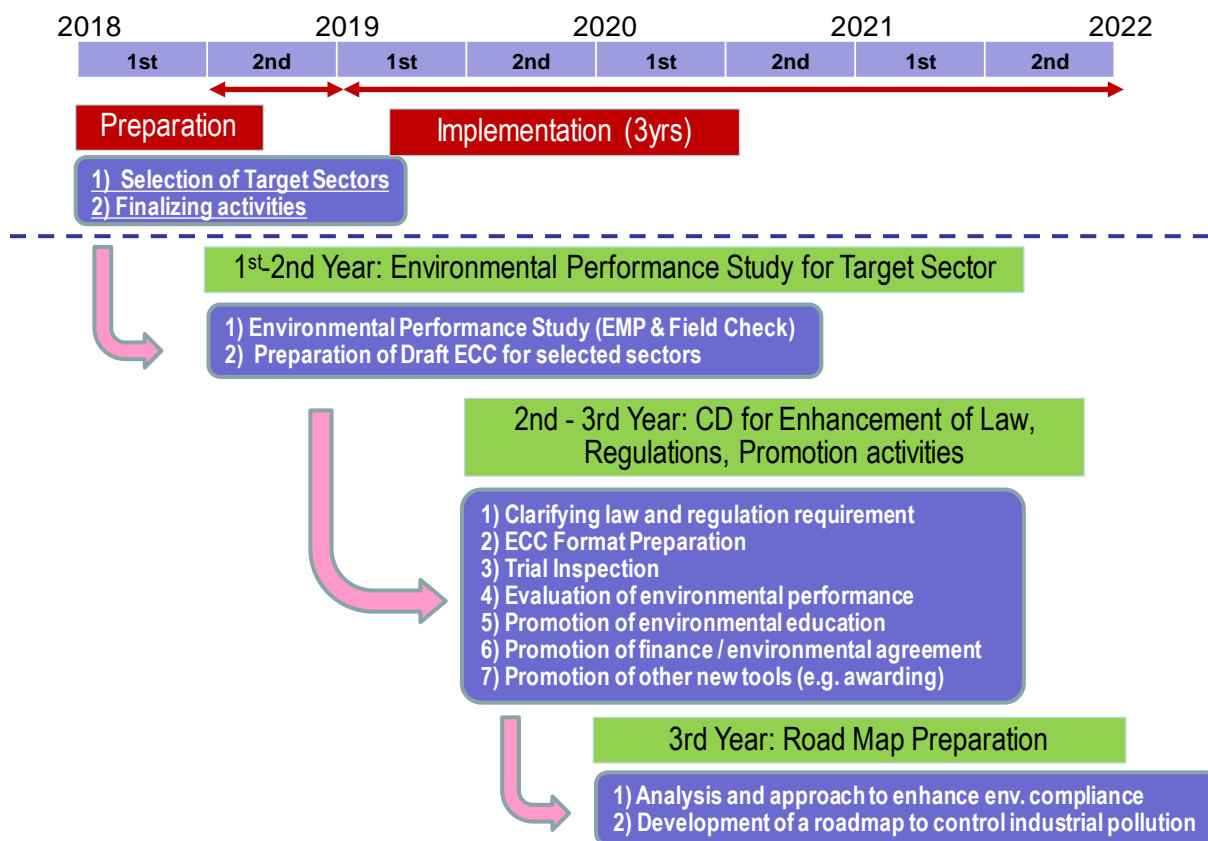 2018 2019 2020 2021 2022
1st 2nd 1st 2nd 1st 2nd 1st 2nd
Preparation
Implementation (3yrs)
1) Selection of Target Sectors
2) Finalizing activities
1st-2nd Year: Environmental Performance Study for Target Sector
1) Environmental Performance Study (EMP & Field Check)
2) Preparation of Draft ECC for selected sectors
2nd - 3rd Year: CD for Enhancement of Law,
Regulations, Promotion activities
1) Clarifying law and regulation requirement
2) ECC Format Preparation
3) Trial Inspection
4) Evaluation of environmental performance
5) Promotion of environmental education
6) Promotion of finance / environmental agreement
7) Promotion of other new tools (e.g. awarding)
3rd Year: Road Map Preparation
1) Analysis and approach to enhance env. compliance
2) Development of a roadmap to control industrial pollution